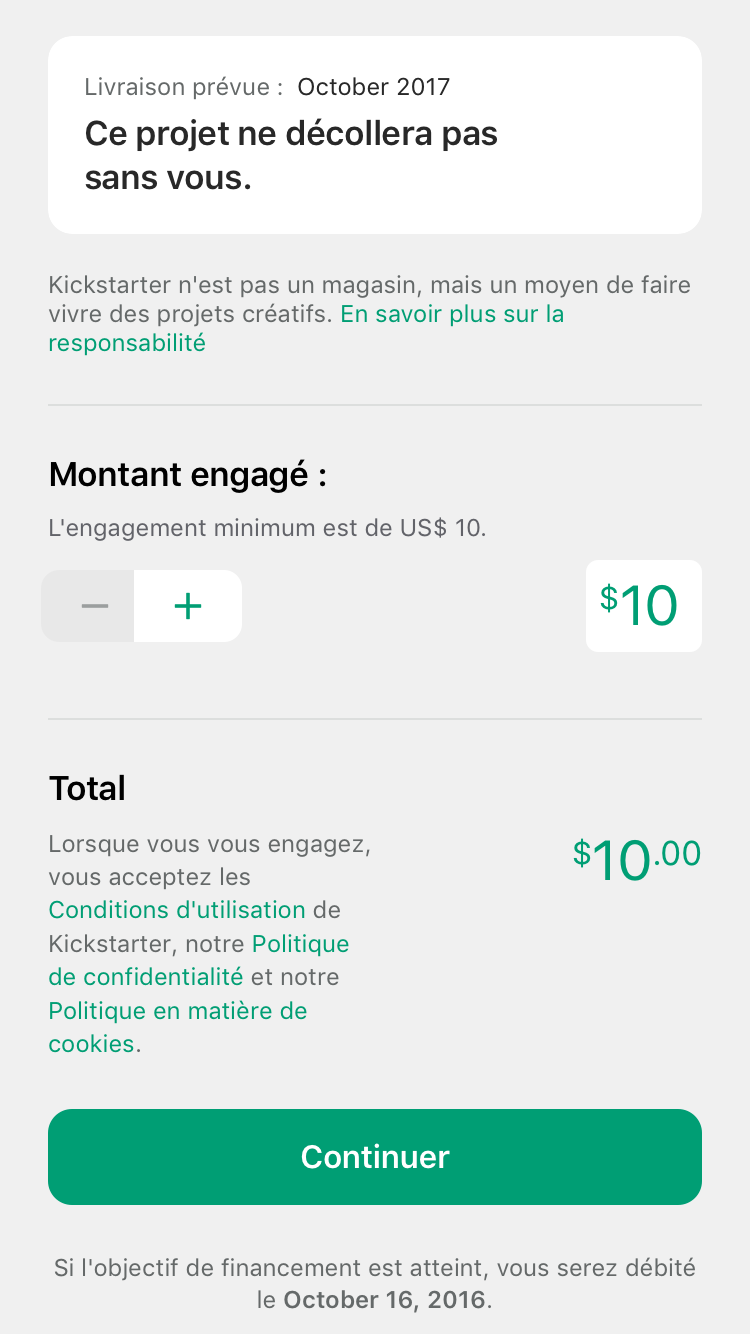 Livraison prévue : October 2017
Ce projet ne décollera pas
sans vous.
Kickstarter n'est pas un magasin, mais un moyen de faire
vivre des projets créatifs. En savoir plus sur la
responsabilité
Montant engagé :
L'engagement minimum est de US$ 10.
− +
$10
Total
Lorsque vous vous engagez,
vous acceptez les
Conditions d'utilisation de
Kickstarter, notre Politique
de confidentialité et notre
Politique en matière de
cookies.
$10.00
Continuer
Si l'objectif de financement est atteint, vous serez débité
le October 16, 2016.